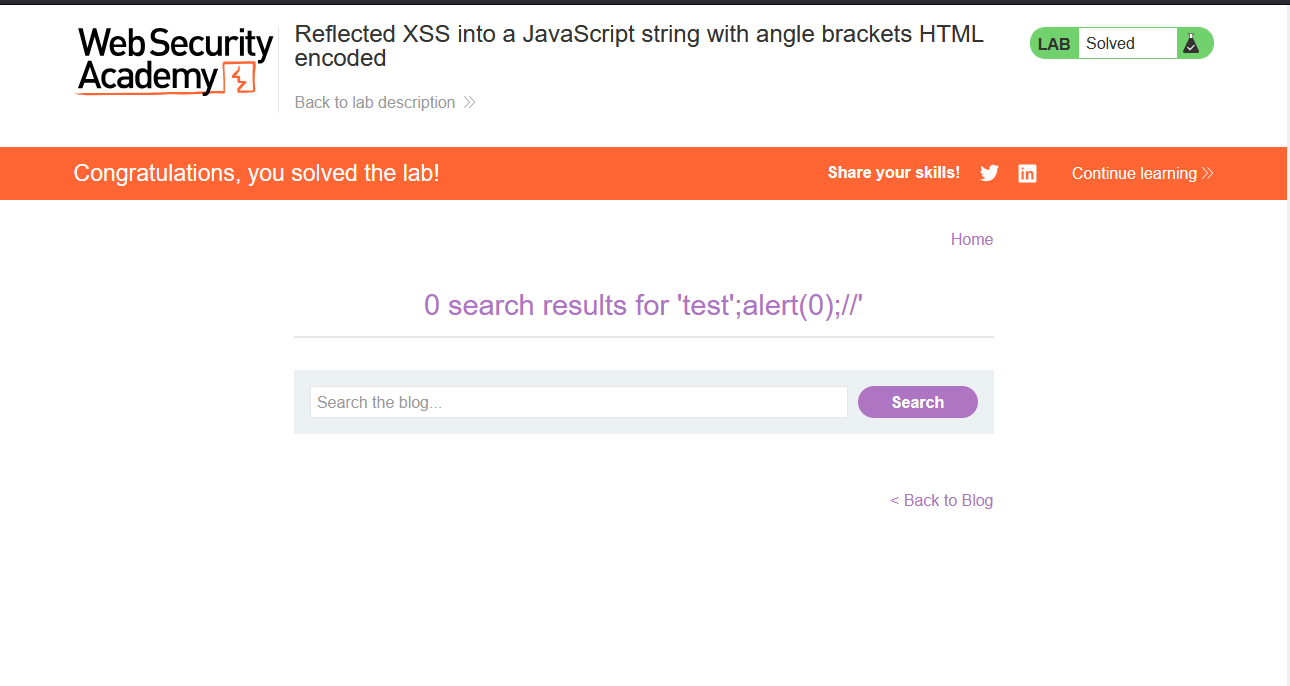 Web Security
Academy
Reflected XSS into a JavaScript string with angle brackets HTML
encoded
Back to lab description
LAB Solved
Congratulations, you solved the lab!
Share your skills!
Continue learning
Home
0 search results for 'test';alert(0);//'
Search the blog...
Search
< Back to Blog